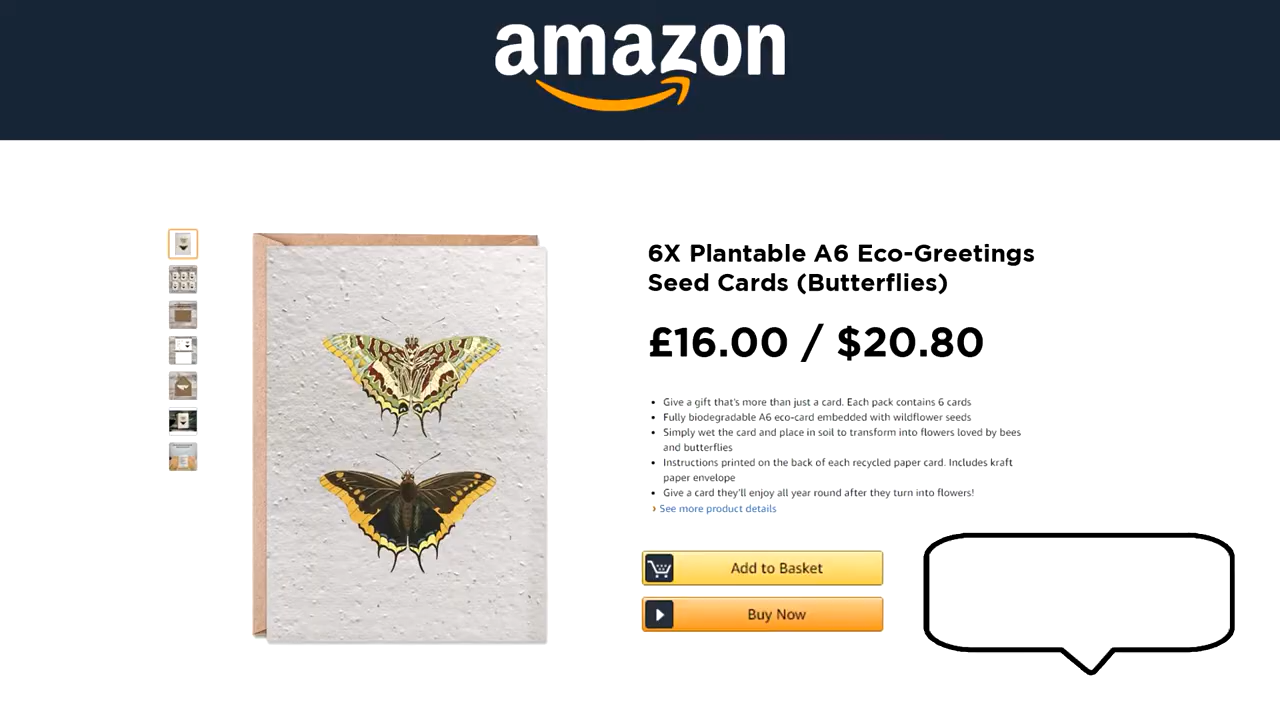 amazon
6X Plantable A6 Eco-Greetings
Seed Cards (Butterflies)
£16.00 / $20.80
• Give a gift that's more than just a card. Each pack contains 6 cards
• Fully biodegradable A6 eco-card embedded with wildflower seeds
• Simply wet the card and place in soil to transform into flowers loved by bees
and butterflies
• Instructions printed on the back of each recycled paper card. Includes kraft
paper envelope
• Give a card they'll enjoy all year round after they turn into flowers!
› See more product details
Add to Basket
Buy Now